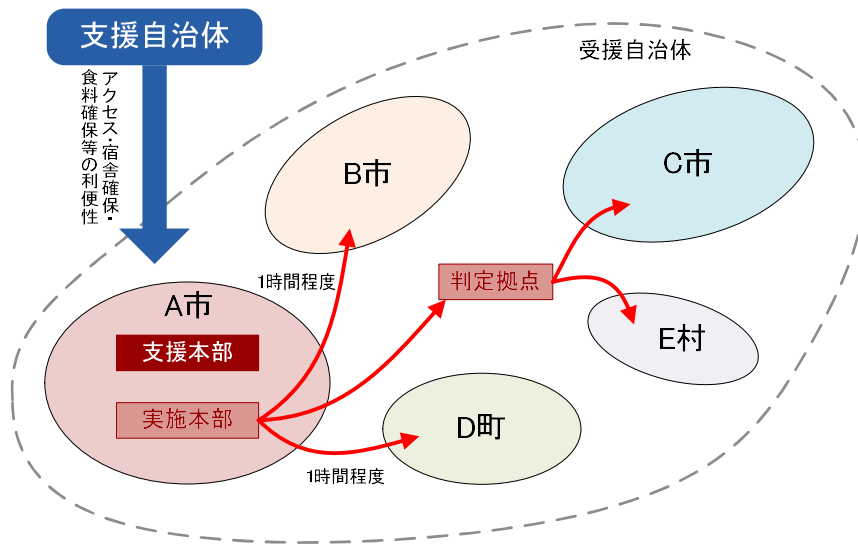 支援自治体
受援自治体
アクセス・宿舎確保・
食料確保等の利便性
B市
C市
1時間程度
判定拠点
A市
支援本部
E村
実施本部
D町
1時間程度